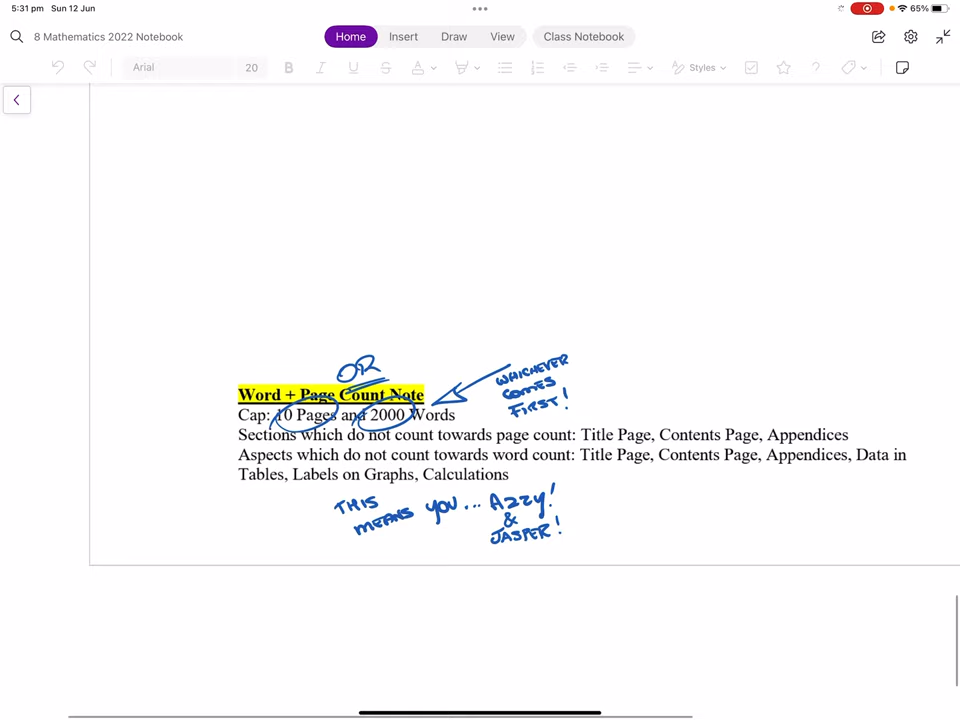 5:31 pm Sun 12 Jun
65%
8 Mathematics 2022 Notebook
Home Insert Draw View Class Notebook
Arial 20 B I U S A Styles ?
OR
WHICHEVER
COMES
FIRST!
Word + Page Count Note
Cap: 10 Pages and 2000 Words
Sections which do not count towards page count: Title Page, Contents Page, Appendices
Aspects which do not count towards word count: Title Page, Contents Page, Appendices, Data in
Tables, Labels on Graphs, Calculations
THIS
MEANS YOU... AZZY!
&
JASPER!